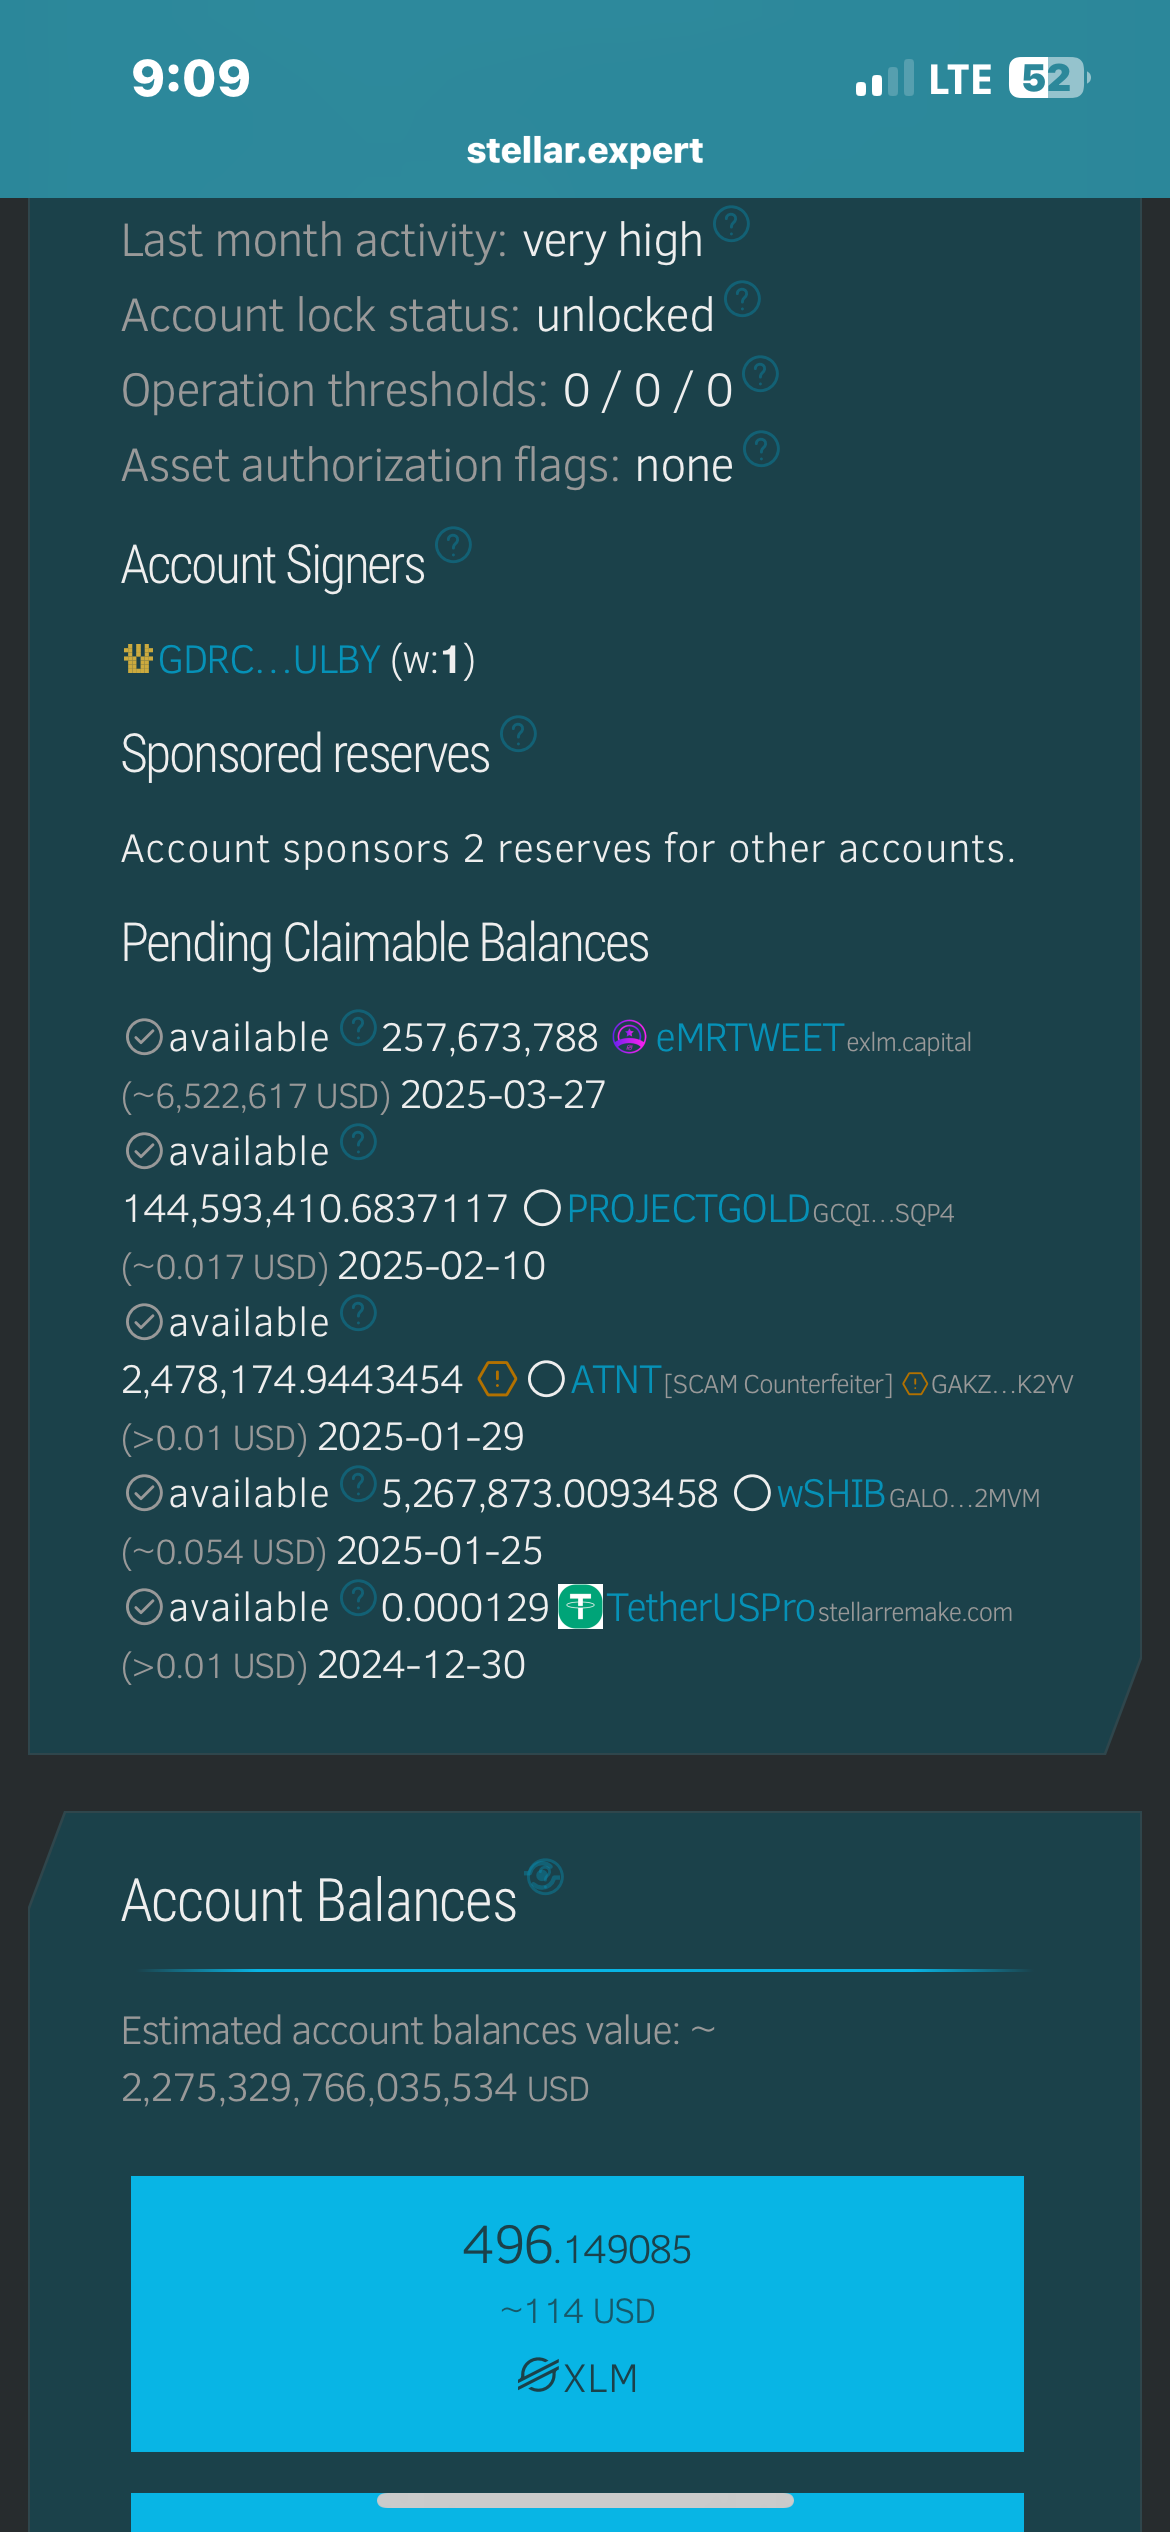 9:09
LTE 52
stellar.expert
Last month activity: very high ?
Account lock status: unlocked ?
Operation thresholds: 0 / 0 / 0 ?
Asset authorization flags: none ?
Account Signers ?
GDRC...ULBY (w:1)
Sponsored reserves ?
Account sponsors 2 reserves for other accounts.
Pending Claimable Balances
available ? 257,673,788 eMRTWEET exlm.capital
(~6,522,617 USD) 2025-03-27
available ?
144,593,410.6837117 PROJECTGOLD GCQI...SQP4
(~0.017 USD) 2025-02-10
available ?
2,478,174.9443454 ! ATNT [SCAM Counterfeiter] ! GAKZ...K2YV
(>0.01 USD) 2025-01-29
available ? 5,267,873.0093458 wSHIB GALO...2MVM
(~0.054 USD) 2025-01-25
available ? 0.000129 TetherUSPro stellarremake.com
(>0.01 USD) 2024-12-30
Account Balances
Estimated account balances value: ~
2,275,329,766,035,534 USD
496.149085
~114 USD
XLM